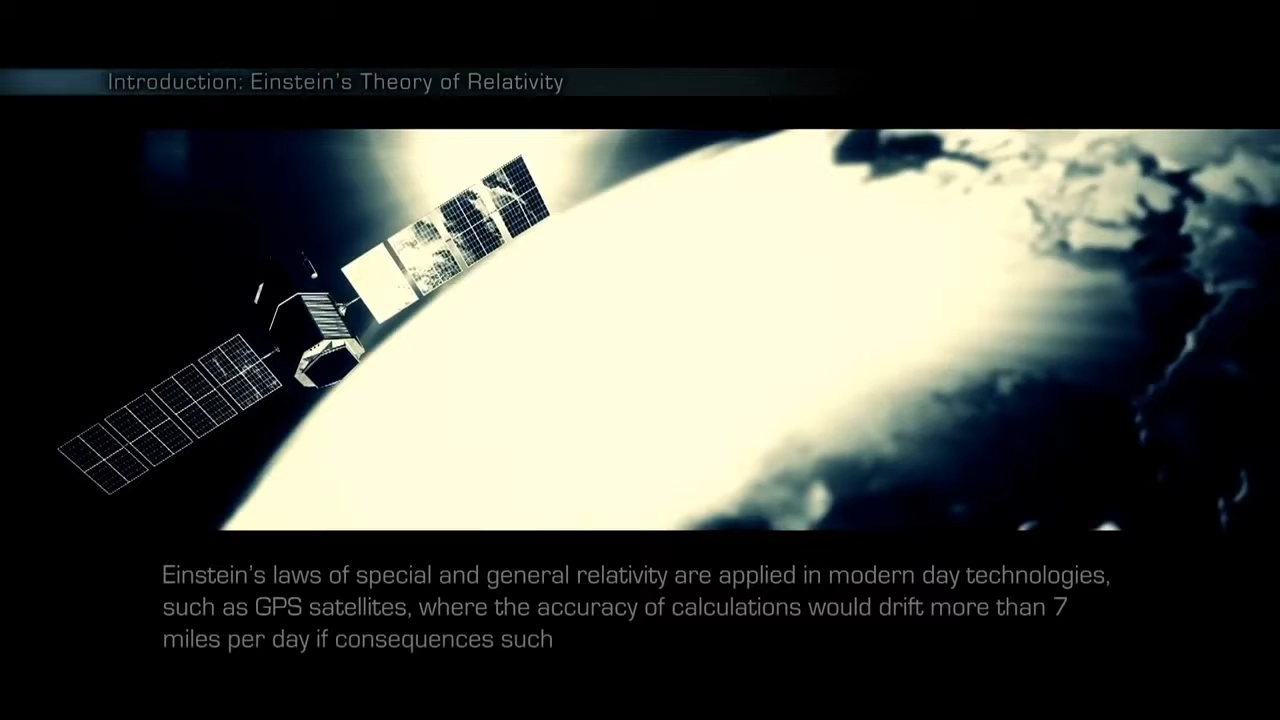 Introduction: Einstein's Theory of Relativity
Einstein's laws of special and general relativity are applied in modern day technologies,
such as GPS satellites, where the accuracy of calculations would drift more than 7
miles per day if consequences such